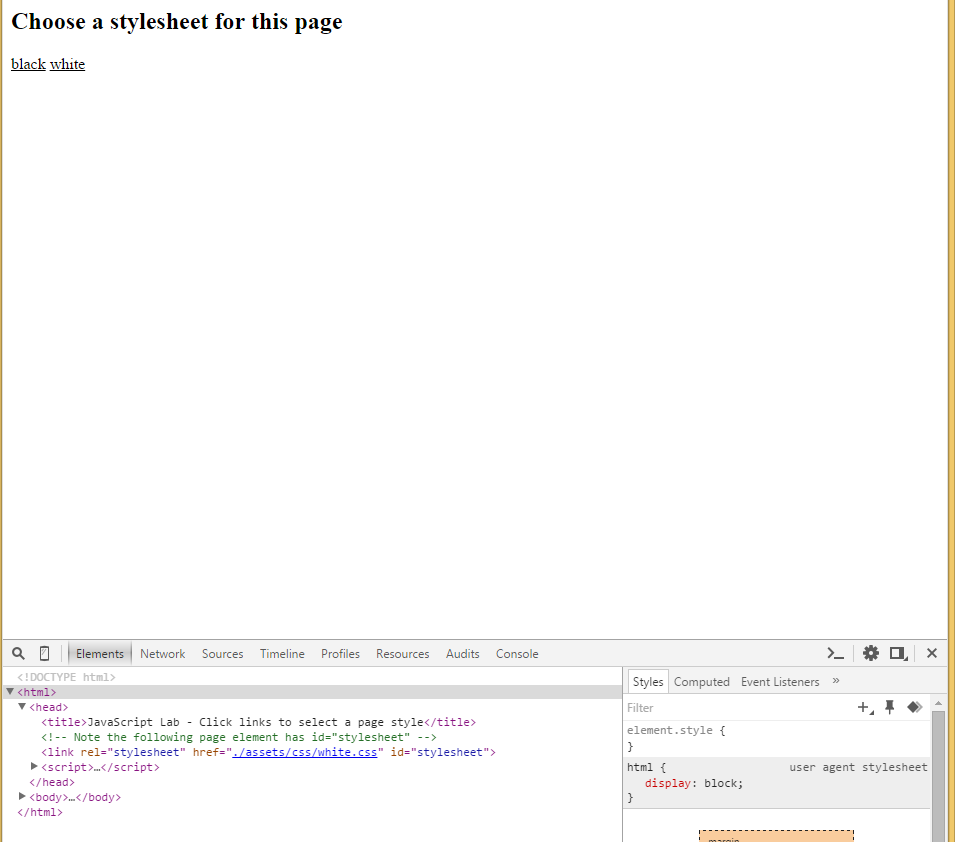 Choose a stylesheet for this page
black white
Elements Network Sources Timeline Profiles Resources Audits Console
<!DOCTYPE html>
<html>
<head>
<title>JavaScript Lab - Click links to select a page style</title>
<!-- Note the following page element has id="stylesheet" -->
<link rel="stylesheet" href="./assets/css/white.css" id="stylesheet">
<script>…</script>
</head>
<body>…</body>
</html>
Styles Computed Event Listeners »
Filter
element.style {
}
html { user agent stylesheet
display: block;
}
margin